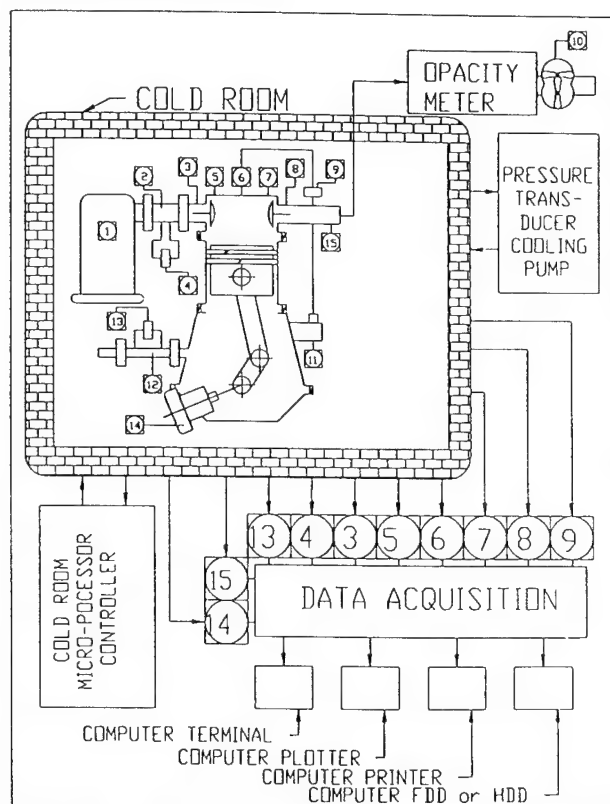 10
OPACITY
METER
COLD ROOM
3
2
5
6
7
8
9
1
15
4
13
12
11
14
PRESSURE
TRANS-
DUCER
COOLING
PUMP
13
4
3
5
6
7
8
9
15
14
DATA ACQUISITION
COLD ROOM
MICRO-POCESSOR
CONTROLLER
COMPUTER TERMINAL
COMPUTER PLOTTER
COMPUTER PRINTER
COMPUTER FDD or HDD